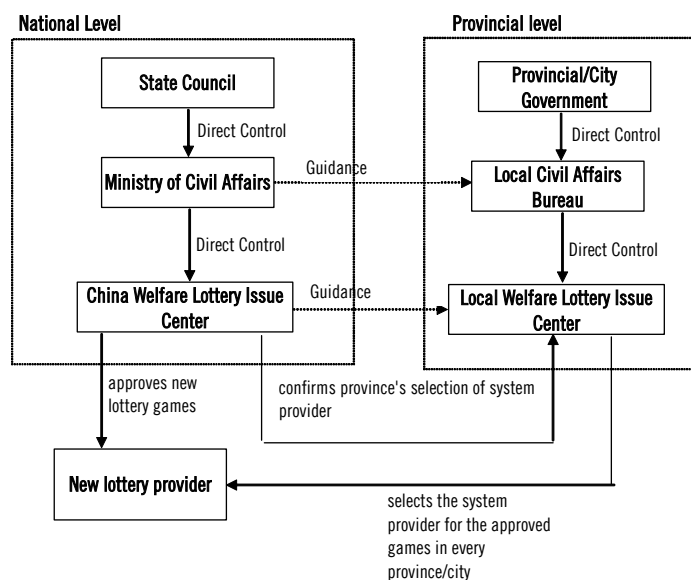 National Level
Provincial level
State Council
Provincial/City
Government
Direct Control
Direct Control
Ministry of Civil Affairs
Guidance
Local Civil Affairs
Bureau
Direct Control
Direct Control
China Welfare Lottery Issue
Center
Guidance
Local Welfare Lottery Issue
Center
approves new
lottery games
confirms province's selection of system
provider
New lottery provider
selects the system
provider for the approved
games in every
province/city